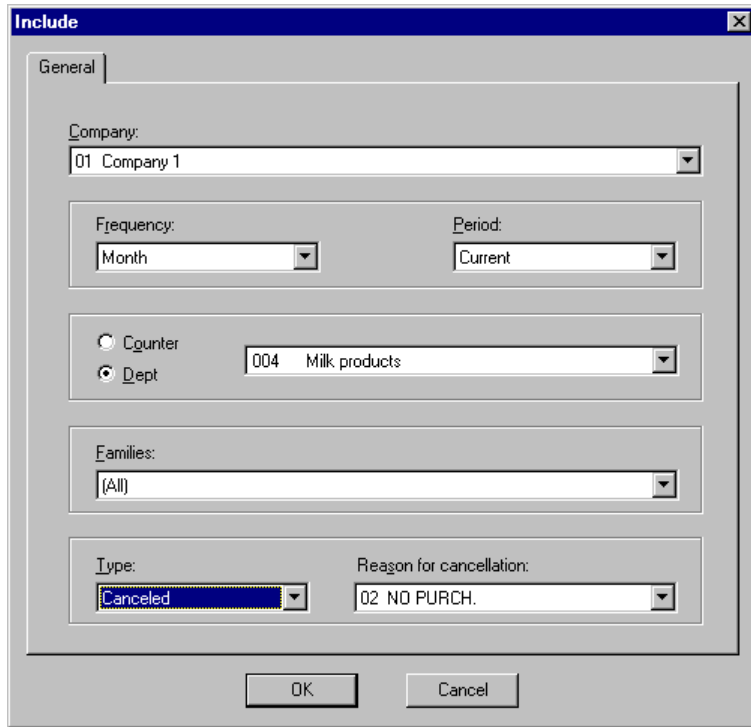 Include
General
Company:
01 Company 1
Frequency:
Period:
Month
Current
Counter
Dept
004 Milk products
Families:
(All)
Type:
Reason for cancellation:
Canceled
02 NO PURCH.
OK
Cancel